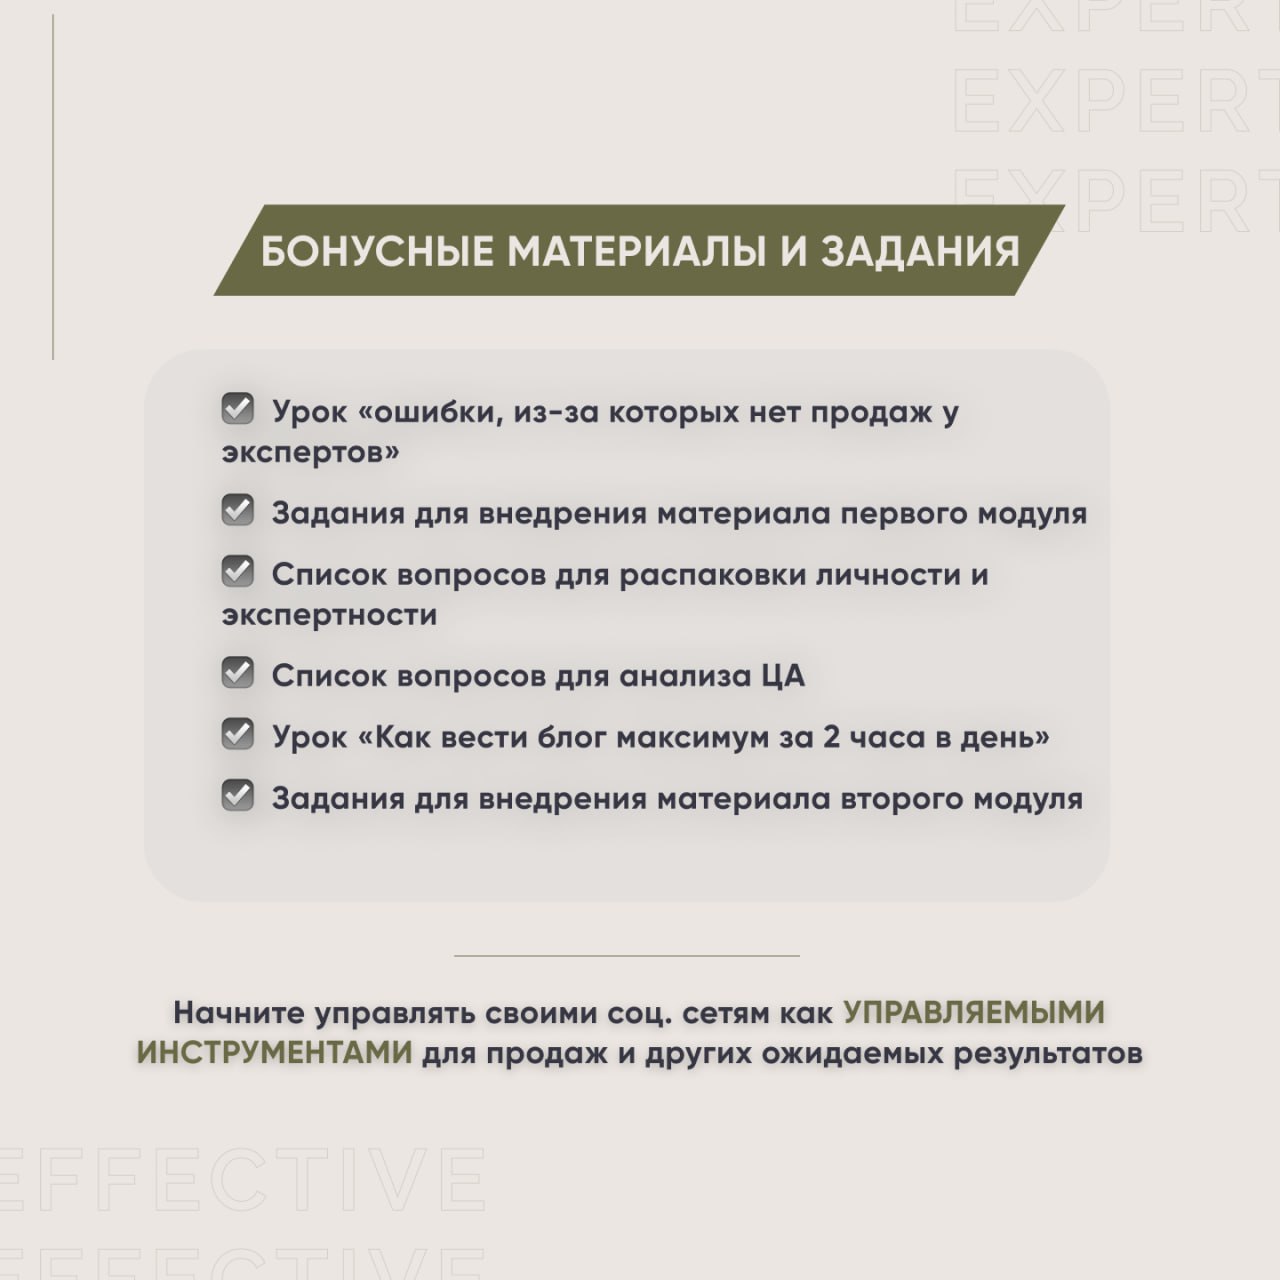 EXPERT
EXPERT
EXPERT
БОНУСНЫЕ МАТЕРИАЛЫ И ЗАДАНИЯ
Урок «ошибки, из-за которых нет продаж у
экспертов»
Задания для внедрения материала первого модуля
Список вопросов для распаковки личности и
экспертности
Список вопросов для анализа ЦА
Урок «Как вести блог максимум за 2 часа в день»
Задания для внедрения материала второго модуля
Начните управлять своими соц. сетям как УПРАВЛЯЕМЫМИ
ИНСТРУМЕНТАМИ для продаж и других ожидаемых результатов
EFFECTIVE
EFFECTIVE